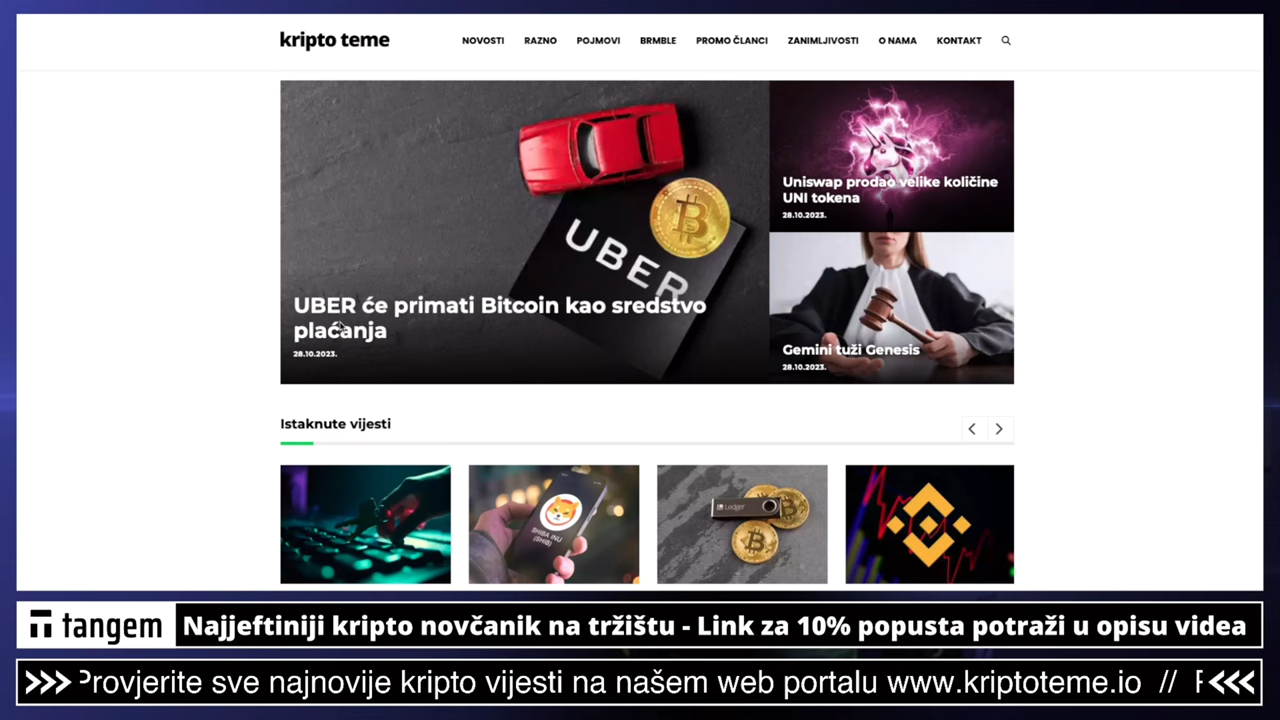 kripto teme
NOVOSTI RAZNO POJMOVI BRMBLE PROMO ČLANCI ZANIMLJIVOSTI O NAMA KONTAKT
UBER
UBER će primati Bitcoin kao sredstvo
plaćanja
28.10.2023.
Uniswap prodao velike količine
UNI tokena
28.10.2023.
Gemini tuži Genesis
28.10.2023.
Istaknute vijesti
SHIBA INU
(SHIB)
Ledger
tangem
Najjeftiniji kripto novčanik na tržištu - Link za 10% popusta potraži u opisu videa
>>> Provjerite sve najnovije kripto vijesti na našem web portalu www.kriptoteme.io // <<<